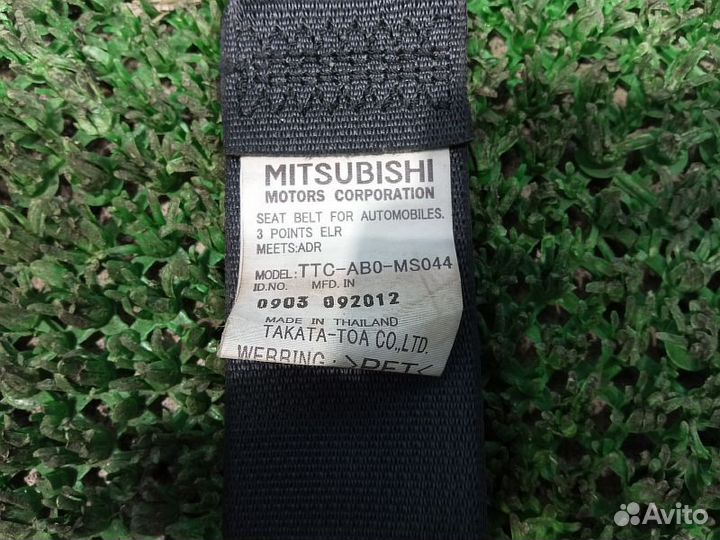 MITSUBISHI
MOTORS CORPORATION
SEAT BELT FOR AUTOMOBILES.
3 POINTS ELR
MEETS:ADR
MODEL: TTC-AB0-MS044
ID.NO. MFD. IN
0903 092012
MADE IN THAILAND
TAKATA-TOA CO.,LTD.
WEBBING : >PET<
Avito